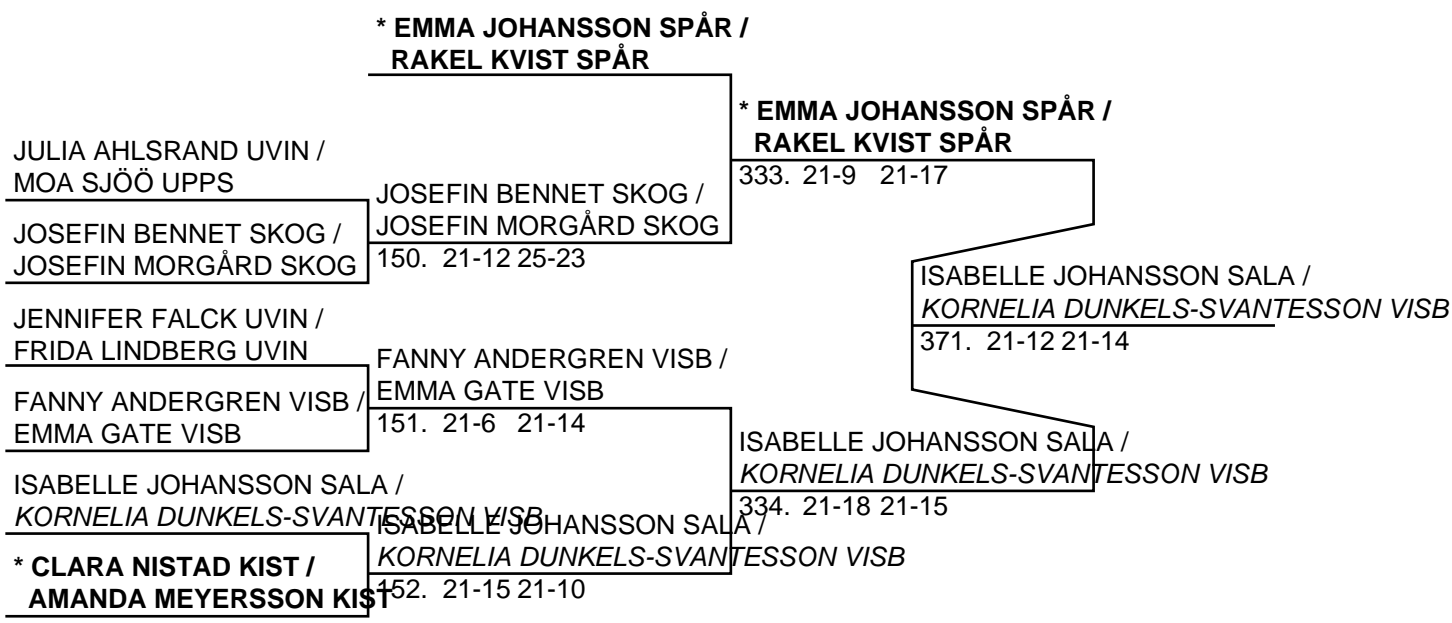 * EMMA JOHANSSON SPÅR /
RAKEL KVIST SPÅR
* EMMA JOHANSSON SPÅR /
RAKEL KVIST SPÅR
333. 21-9 21-17
JULIA AHLSRAND UVIN /
MOA SJÖÖ UPPS
JOSEFIN BENNET SKOG /
JOSEFIN MORGÅRD SKOG
150. 21-12 25-23
JOSEFIN BENNET SKOG /
JOSEFIN MORGÅRD SKOG
ISABELLE JOHANSSON SALA /
KORNELIA DUNKELS-SVANTESSON VISB
371. 21-12 21-14
JENNIFER FALCK UVIN /
FRIDA LINDBERG UVIN
FANNY ANDERGREN VISB /
EMMA GATE VISB
151. 21-6 21-14
FANNY ANDERGREN VISB /
EMMA GATE VISB
ISABELLE JOHANSSON SALA /
KORNELIA DUNKELS-SVANTESSON VISB
334. 21-18 21-15
ISABELLE JOHANSSON SALA /
KORNELIA DUNKELS-SVANTESSON VISB
ISABELLE JOHANSSON SALA /
KORNELIA DUNKELS-SVANTESSON VISB
152. 21-15 21-10
* CLARA NISTAD KIST /
AMANDA MEYERSSON KIST